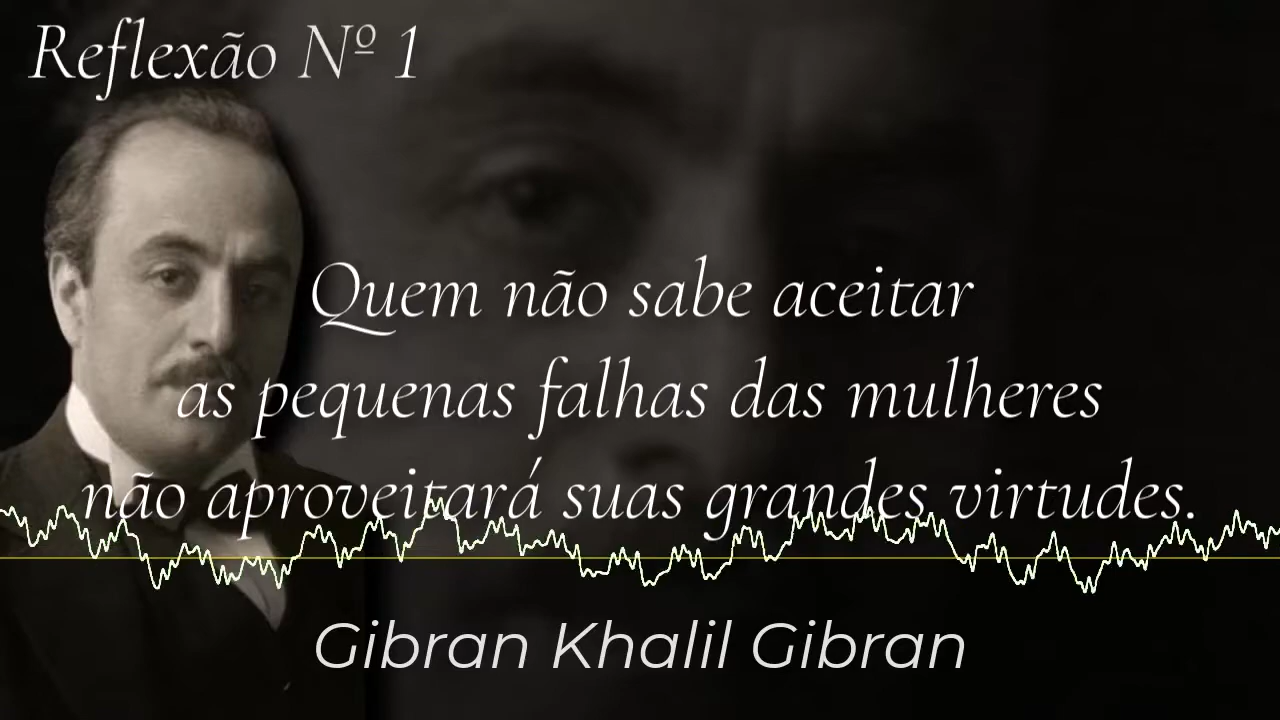 Reflexão Nº 1
Quem não sabe aceitar
as pequenas falhas das mulheres
não aproveitará suas grandes virtudes.
Gibran Khalil Gibran